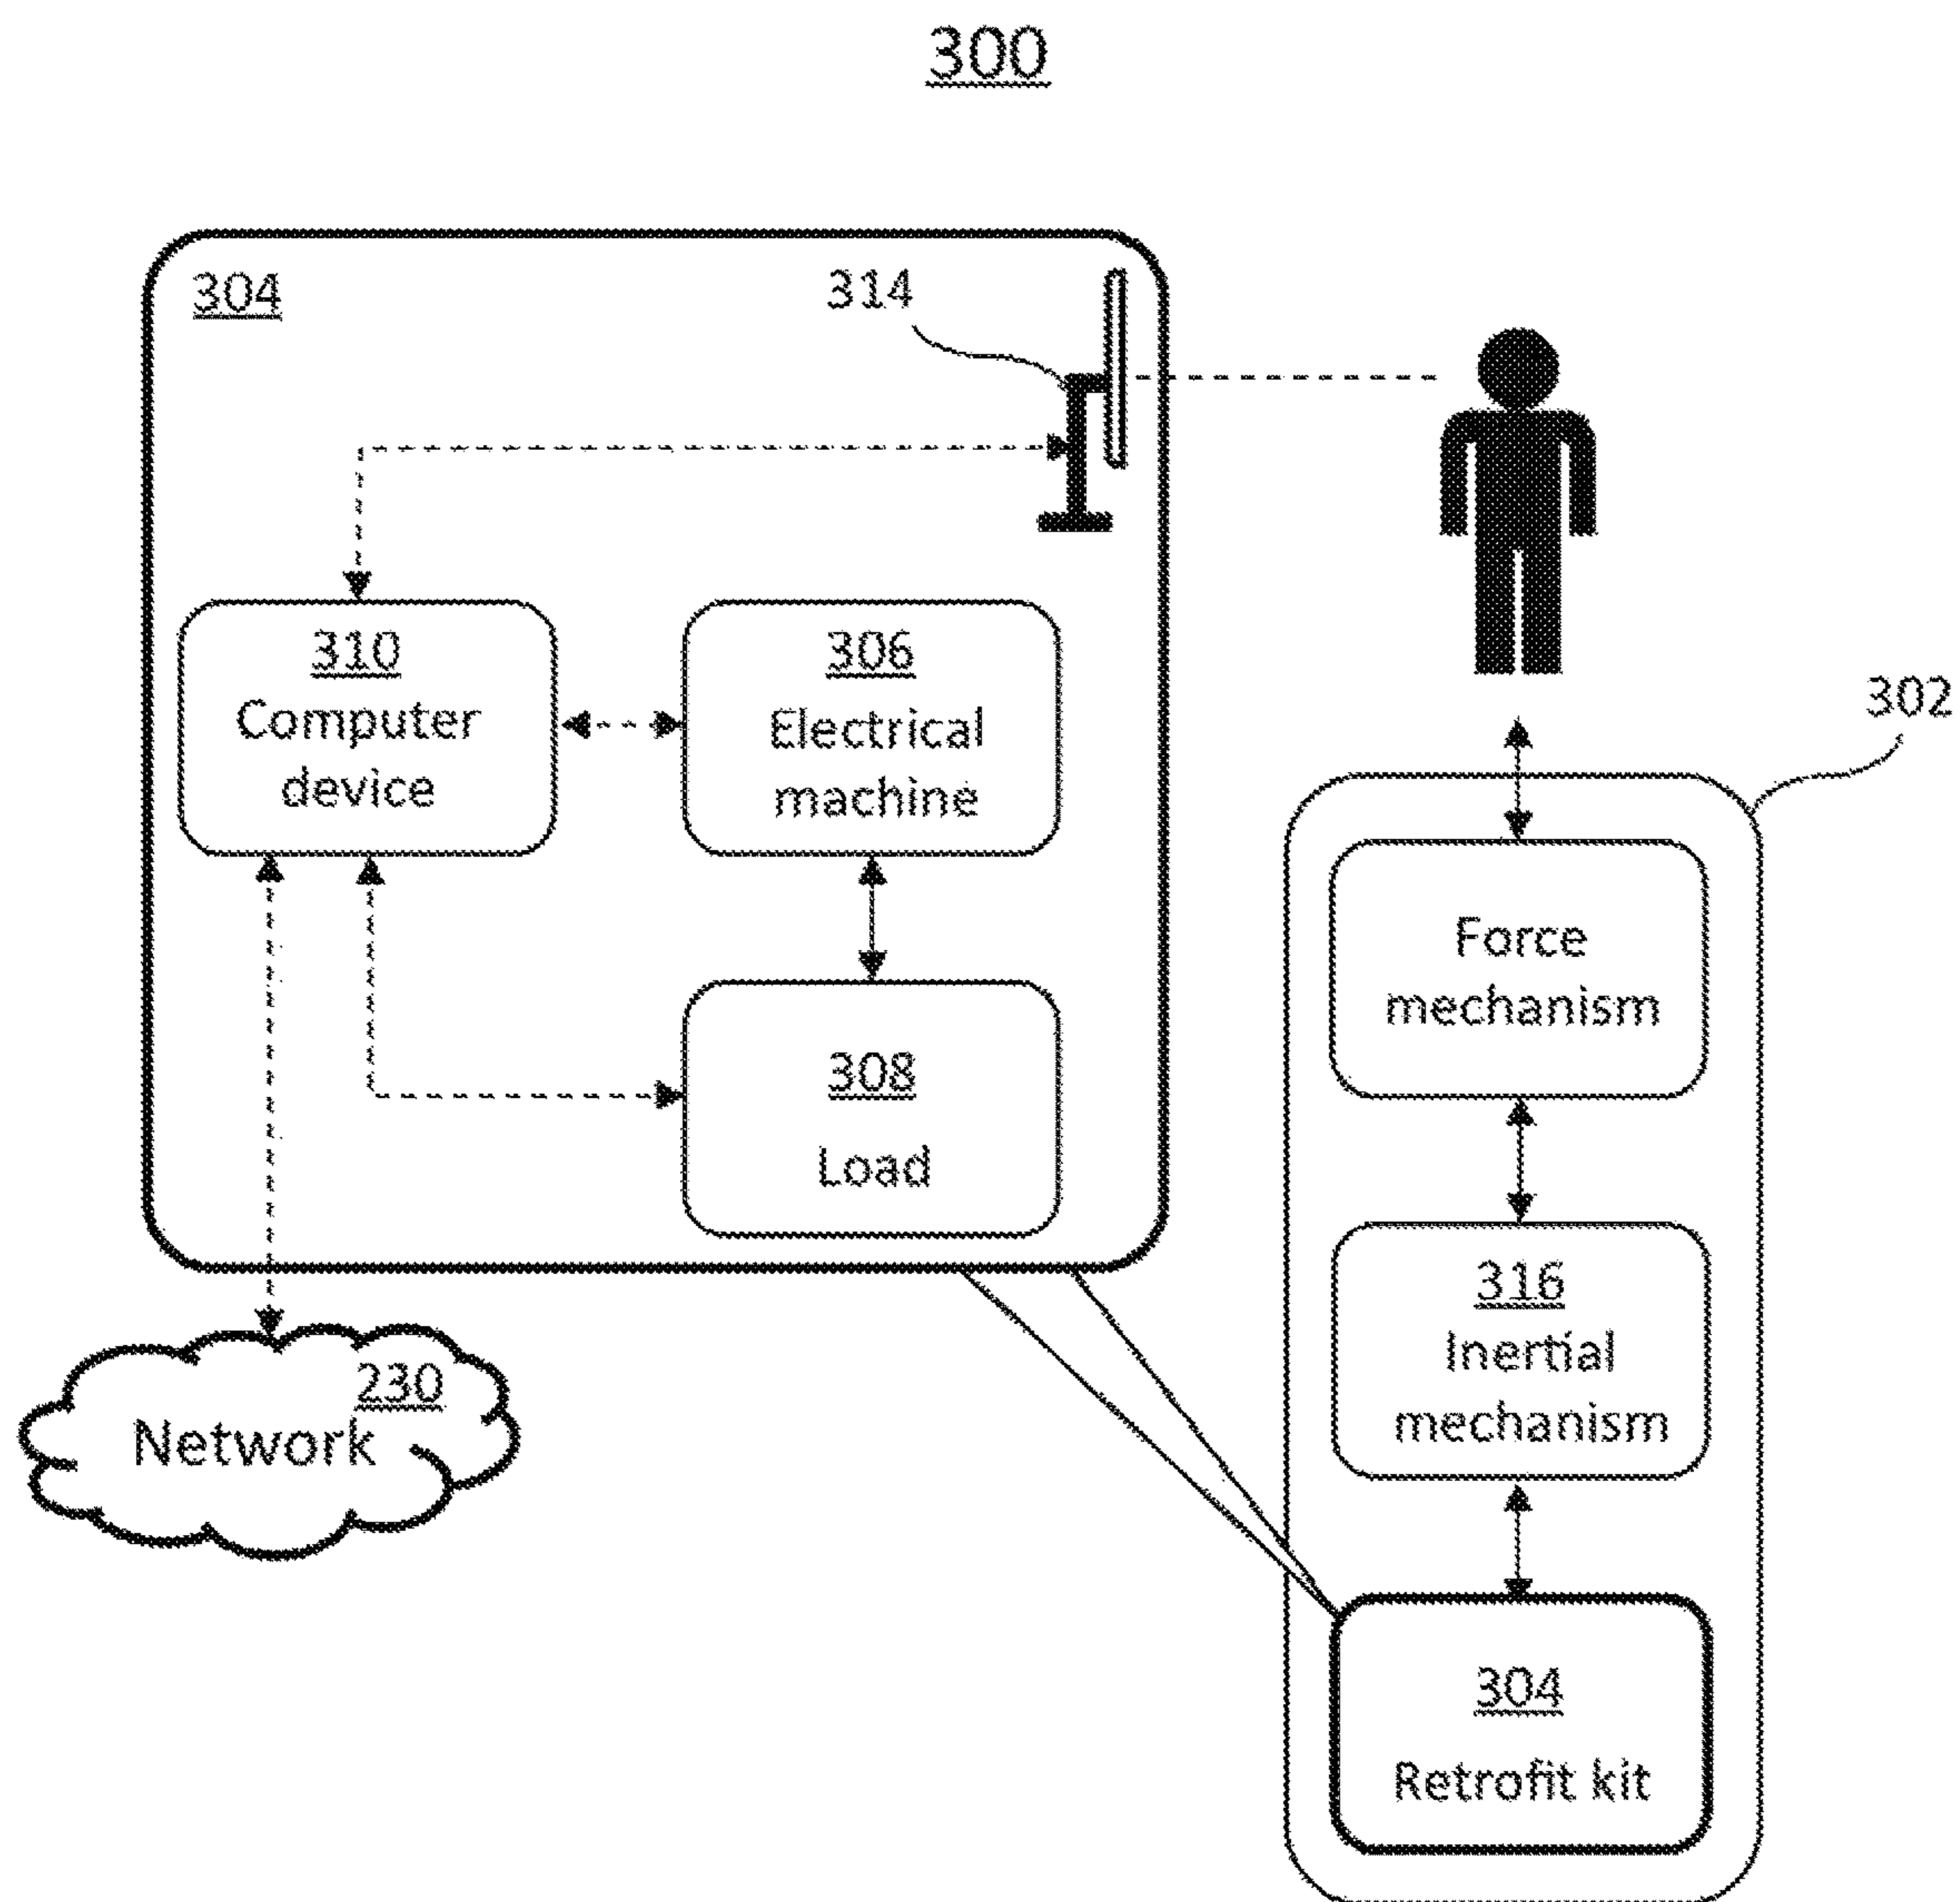 300
304
314
310
Computer
device
306
Electrical
machine
302
Force
mechanism
308
Load
316
Inertial
mechanism
230
Network
304
Retrofit kit